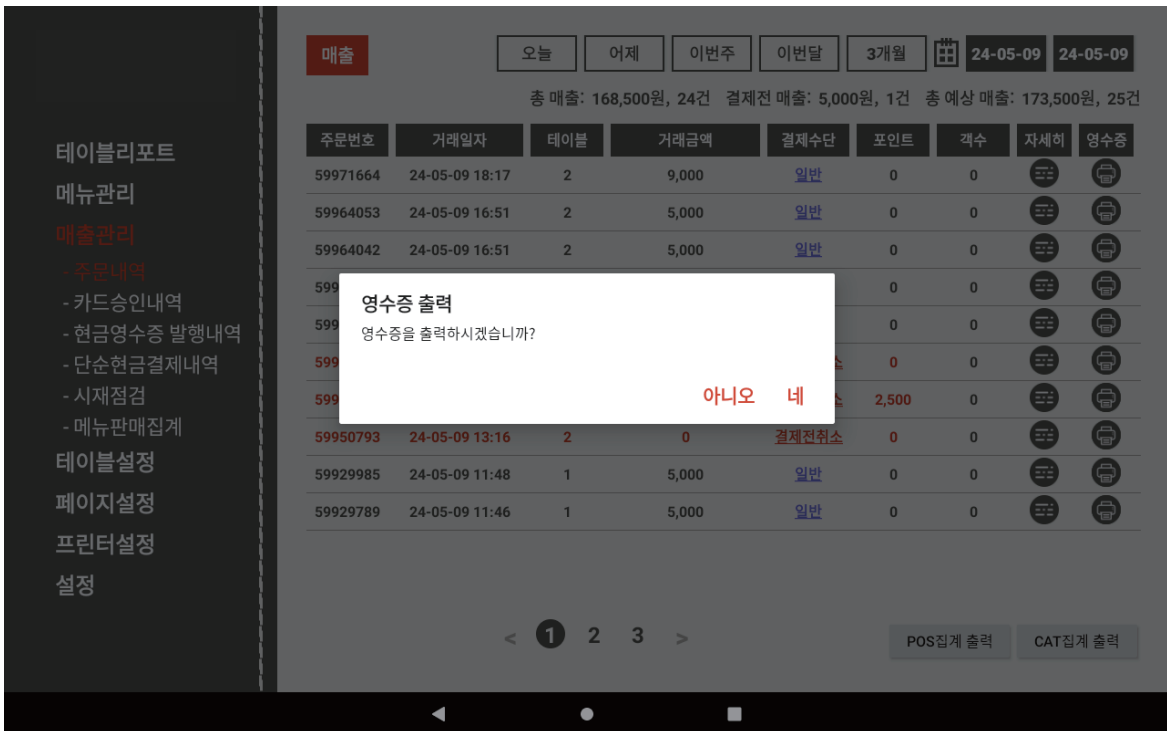 매출 오늘 어제 이번주 이번달 3개월 24-05-09 24-05-09
총 매출: 168,500원, 24건 결제전 매출: 5,000원, 1건 총 예상 매출: 173,500원, 25건
테이블리포트
메뉴관리
매출관리
- 주문내역
- 카드승인내역
- 현금영수증 발행내역
- 단순현금결제내역
- 시재점검
- 메뉴판매집계
테이블설정
페이지설정
프린터설정
설정
주문번호 거래일자 테이블 거래금액 결제수단 포인트 객수 자세히 영수증
59971664 24-05-09 18:17 2 9,000 일반 0 0
59964053 24-05-09 16:51 2 5,000 일반 0 0
59964042 24-05-09 16:51 2 5,000 일반 0 0
599 0 0
599 0 0
599 0 0
599 2,500 0
59950793 24-05-09 13:16 2 0 결제전취소 0 0
59929985 24-05-09 11:48 1 5,000 일반 0 0
59929789 24-05-09 11:46 1 5,000 일반 0 0
영수증 출력
영수증을 출력하시겠습니까?
아니오 네
< 1 2 3 >
POS집계 출력 CAT집계 출력